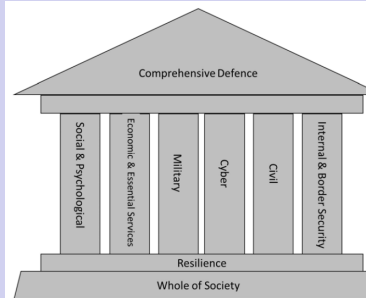 Comprehensive Defence
Social & Psychological
Economic & Essential Services
Military
Cyber
Civil
Internal & Border Security
Resilience
Whole of Society